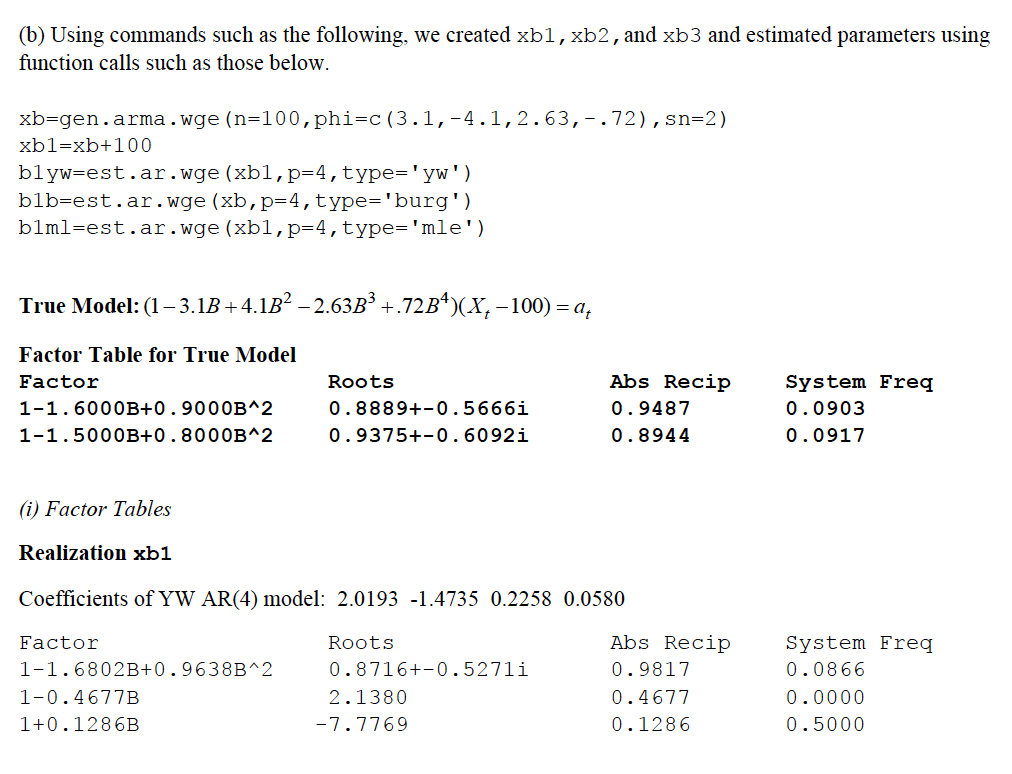 (b) Using commands such as the following, we created xb1, xb2, and xb3 and estimated parameters using
function calls such as those below.
xb=gen.arma.wge(n=100,phi=c(3.1,-4.1,2.63,-.72),sn=2)
xb1=xb+100
b1yw=est.ar.wge(xb1,p=4,type='yw')
b1b=est.ar.wge(xb,p=4,type='burg')
b1ml=est.ar.wge(xb1,p=4,type='mle')
True Model: (1−3.1B+4.1B²−2.63B³+.72B⁴)(Xₜ−100)=aₜ
Factor Table for True Model
Factor Roots Abs Recip System Freq
1-1.6000B+0.9000B^2 0.8889+-0.5666i 0.9487 0.0903
1-1.5000B+0.8000B^2 0.9375+-0.6092i 0.8944 0.0917
(i) Factor Tables
Realization xb1
Coefficients of YW AR(4) model: 2.0193 -1.4735 0.2258 0.0580
Factor Roots Abs Recip System Freq
1-1.6802B+0.9638B^2 0.8716+-0.5271i 0.9817 0.0866
1-0.4677B 2.1380 0.4677 0.0000
1+0.1286B -7.7769 0.1286 0.5000